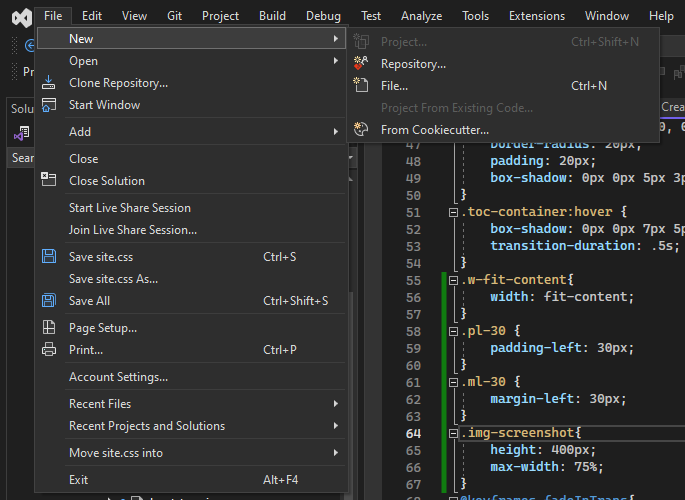 File Edit View Git Project Build Debug Test Analyze Tools Extensions Window Help
New
Project... Ctrl+Shift+N
Open
Repository...
Clone Repository...
File... Ctrl+N
Start Window
Project From Existing Code...
Add
From Cookiecutter...
Close
Close Solution
Start Live Share Session
Join Live Share Session...
Save site.css Ctrl+S
Save site.css As...
Save All Ctrl+Shift+S
Page Setup...
Print... Ctrl+P
Account Settings...
Recent Files
Recent Projects and Solutions
Move site.css into
Exit Alt+F4
Solu
Sear
Crea
47 border-radius: 20px;
48 padding: 20px;
49 box-shadow: 0px 0px 5px 3p
50 }
51 .toc-container:hover {
52 box-shadow: 0px 0px 7px 5p
53 transition-duration: .5s;
54 }
55 .w-fit-content{
56 width: fit-content;
57 }
58 .pl-30 {
59 padding-left: 30px;
60 }
61 .ml-30 {
62 margin-left: 30px;
63 }
64 .img-screenshot{
65 height: 400px;
66 max-width: 75%;
67 }
68 @keyframes fadeInTrans{